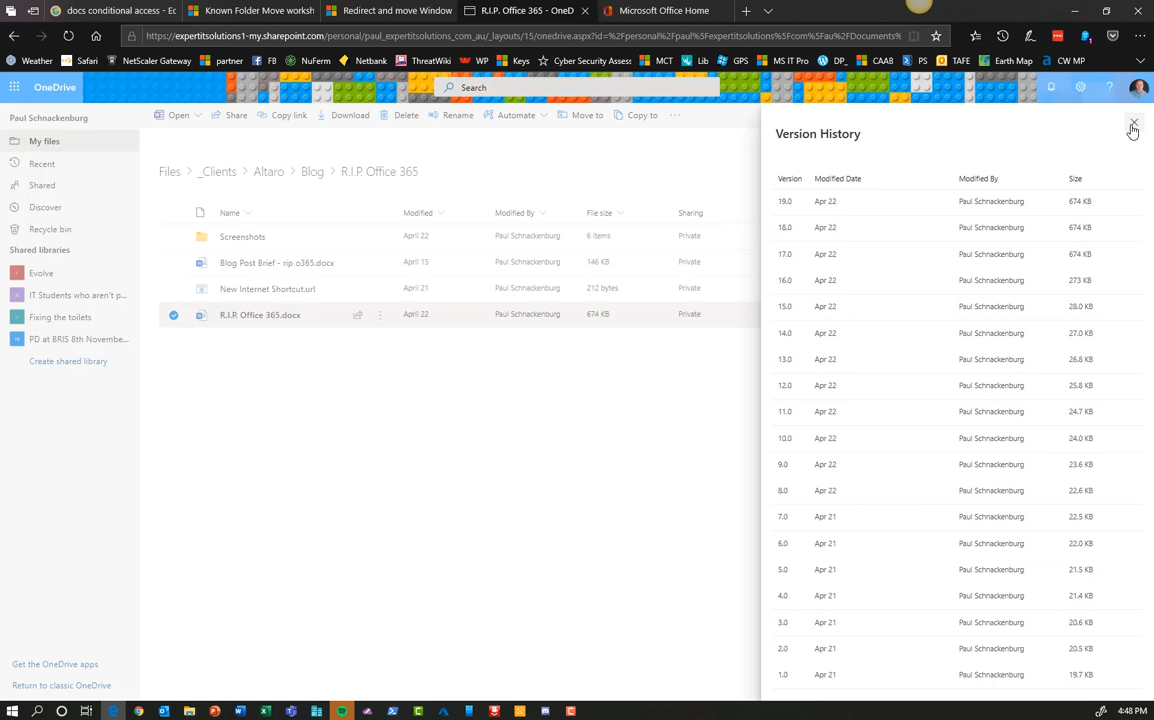 docs conditional access - Ec
Known Folder Move worksh
Redirect and move Window
R.I.P. Office 365 - OneD
Microsoft Office Home
https://expertitsolutions1-my.sharepoint.com/personal/paul_expertitsolutions_com_au/_layouts/15/onedrive.aspx?id=%2Fpersonal%2Fpaul%5Fexpertitsolutions%5Fcom%5Fau%2FDocuments%
Weather
Safari
NetScaler Gateway
partner
FB
NuFerm
Netbank
ThreatWiki
WP
Keys
Cyber Security Assess
MCT
Lib
GPS
MS IT Pro
DP_
CAAB
PS
TAFE
Earth Map
CW MP
OneDrive
Search
Paul Schnackenburg
My files
Recent
Shared
Discover
Recycle bin
Shared libraries
Evolve
IT Students who aren't p...
Fixing the toilets
PD at BRIS 8th Novembe...
Create shared library
Get the OneDrive apps
Return to classic OneDrive
Open
Share
Copy link
Download
Delete
Rename
Automate
Move to
Copy to
Files > _Clients > Altaro > Blog > R.I.P. Office 365
Name Modified Modified By File size Sharing
Screenshots April 22 Paul Schnackenburg 6 items Private
Blog Post Brief - rip o365.docx April 15 Paul Schnackenburg 146 KB Private
New Internet Shortcut.url April 21 Paul Schnackenburg 212 bytes Private
R.I.P. Office 365.docx April 22 Paul Schnackenburg 674 KB Private
Version History
Version Modified Date Modified By Size
19.0 Apr 22 Paul Schnackenburg 674 KB
18.0 Apr 22 Paul Schnackenburg 674 KB
17.0 Apr 22 Paul Schnackenburg 674 KB
16.0 Apr 22 Paul Schnackenburg 273 KB
15.0 Apr 22 Paul Schnackenburg 28.0 KB
14.0 Apr 22 Paul Schnackenburg 27.0 KB
13.0 Apr 22 Paul Schnackenburg 26.8 KB
12.0 Apr 22 Paul Schnackenburg 25.8 KB
11.0 Apr 22 Paul Schnackenburg 24.7 KB
10.0 Apr 22 Paul Schnackenburg 24.0 KB
9.0 Apr 22 Paul Schnackenburg 23.6 KB
8.0 Apr 22 Paul Schnackenburg 22.6 KB
7.0 Apr 21 Paul Schnackenburg 22.5 KB
6.0 Apr 21 Paul Schnackenburg 22.0 KB
5.0 Apr 21 Paul Schnackenburg 21.5 KB
4.0 Apr 21 Paul Schnackenburg 21.4 KB
3.0 Apr 21 Paul Schnackenburg 20.6 KB
2.0 Apr 21 Paul Schnackenburg 20.5 KB
1.0 Apr 21 Paul Schnackenburg 19.7 KB
4:48 PM